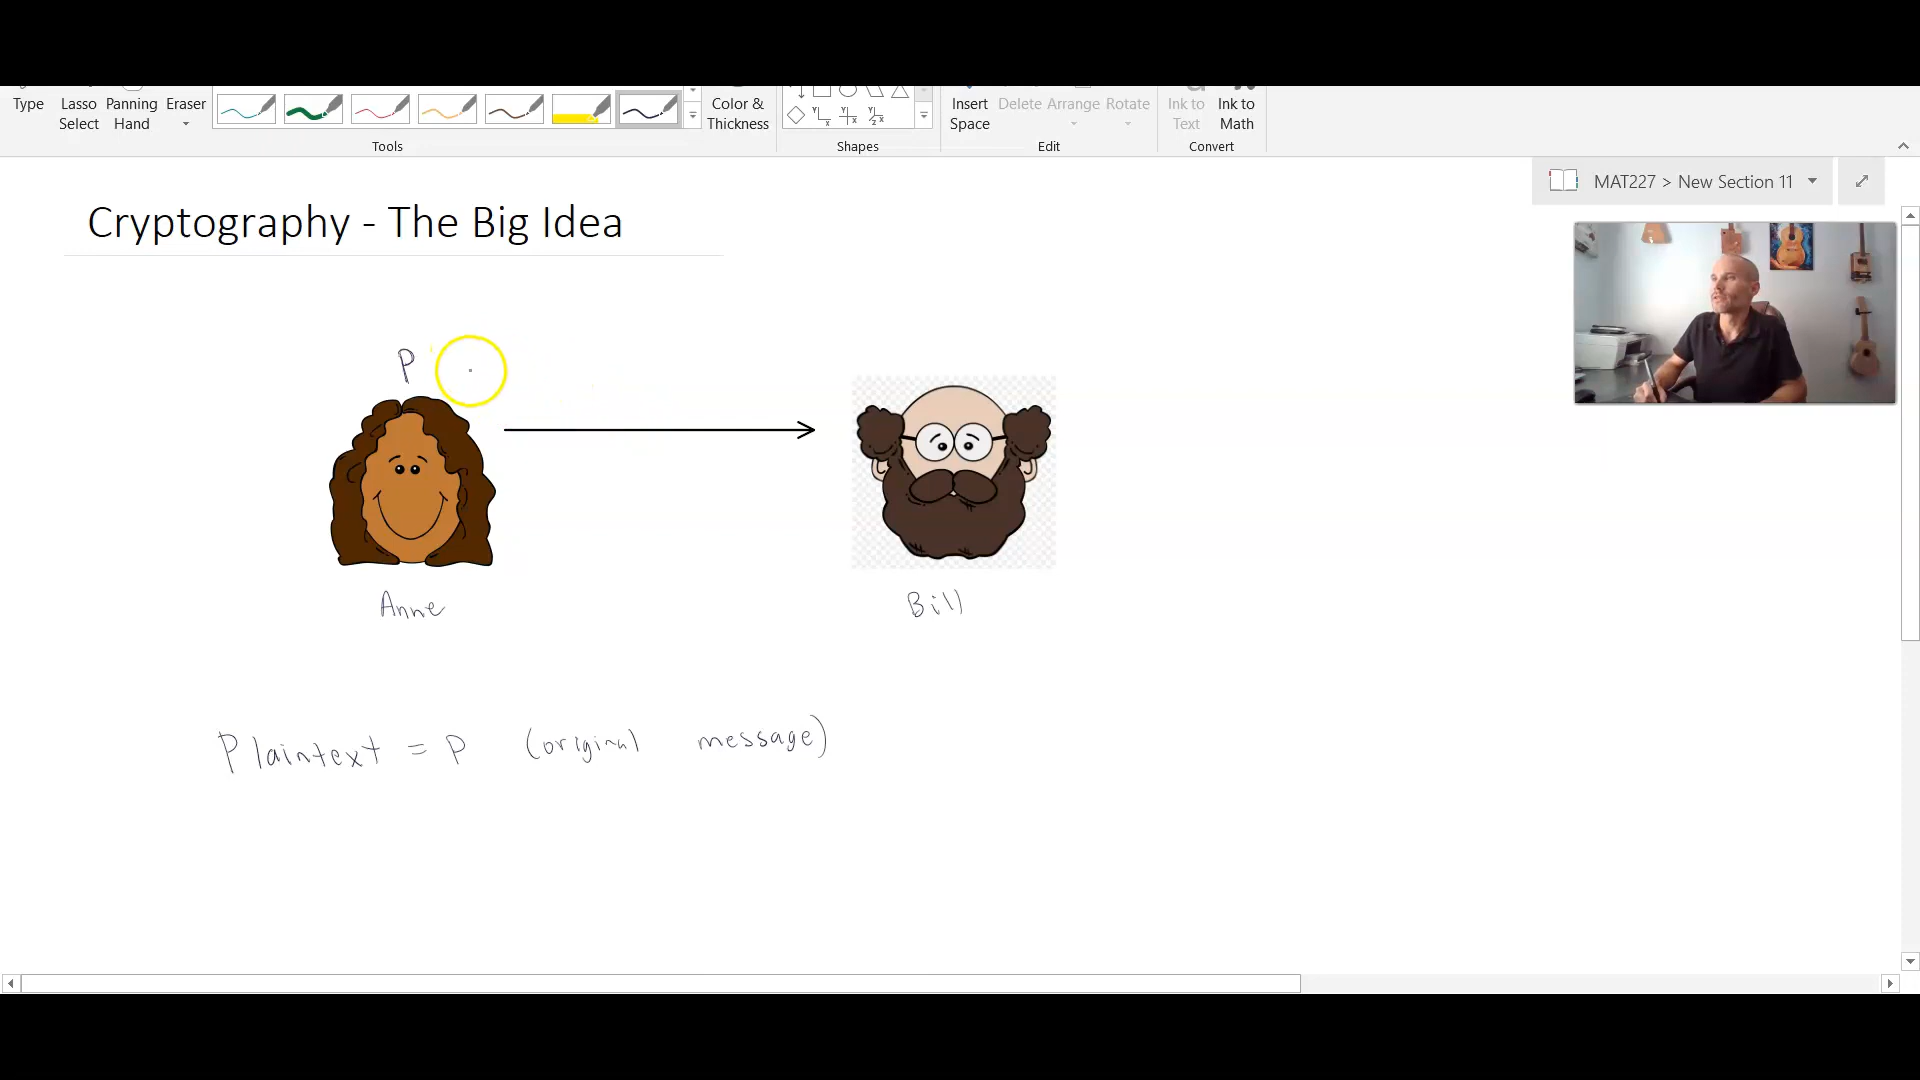 Type Lasso Select Panning Hand Eraser Color & Thickness Insert Space Delete Arrange Rotate Ink to Text Ink to Math
Tools Shapes Edit Convert
MAT227 > New Section 11
Cryptography - The Big Idea
P
Anne Bill
Plaintext = P (original message)